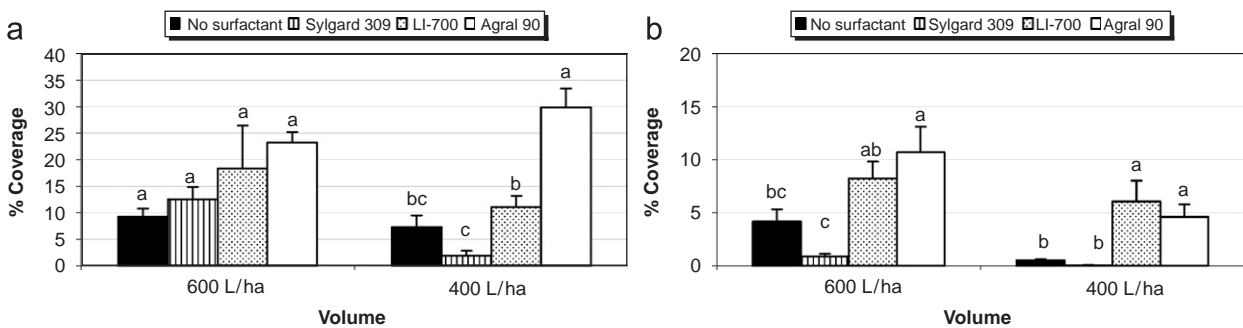 a
No surfactant Sylgard 309 LI-700 Agral 90
% Coverage
40
35
30
25
20
15
10
5
0
a
a
a
a
bc
c
b
a
600 L/ha
400 L/ha
Volume
b
No surfactant Sylgard 309 LI-700 Agral 90
% Coverage
20
15
10
5
0
bc
c
ab
a
b
b
a
a
600 L/ha
400 L/ha
Volume